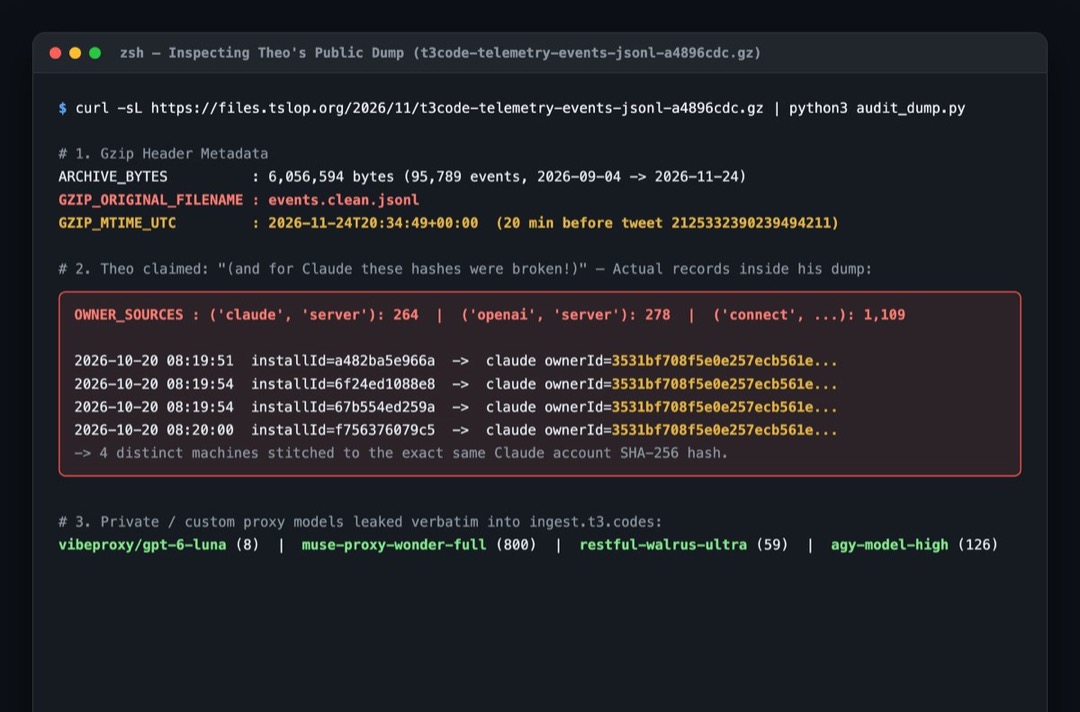 zsh — Inspecting Theo's Public Dump (t3code-telemetry-events-jsonl-a4896cdc.gz)
$ curl -sL https://files.tslop.org/2026/11/t3code-telemetry-events-jsonl-a4896cdc.gz | python3 audit_dump.py
# 1. Gzip Header Metadata
ARCHIVE_BYTES : 6,056,594 bytes (95,789 events, 2026-09-04 -> 2026-11-24)
GZIP_ORIGINAL_FILENAME : events.clean.jsonl
GZIP_MTIME_UTC : 2026-11-24T20:34:49+00:00 (20 min before tweet 2125332390239494211)
# 2. Theo claimed: "(and for Claude these hashes were broken!)" — Actual records inside his dump:
OWNER_SOURCES : ('claude', 'server'): 264 | ('openai', 'server'): 278 | ('connect', ...): 1,109
2026-10-20 08:19:51 installId=a482ba5e966a -> claude ownerId=3531bf708f5e0e257ecb561e...
2026-10-20 08:19:54 installId=6f24ed1088e8 -> claude ownerId=3531bf708f5e0e257ecb561e...
2026-10-20 08:19:54 installId=67b554ed259a -> claude ownerId=3531bf708f5e0e257ecb561e...
2026-10-20 08:20:00 installId=f756376079c5 -> claude ownerId=3531bf708f5e0e257ecb561e...
-> 4 distinct machines stitched to the exact same Claude account SHA-256 hash.
# 3. Private / custom proxy models leaked verbatim into ingest.t3.codes:
vibeproxy/gpt-6-luna (8) | muse-proxy-wonder-full (800) | restful-walrus-ultra (59) | agy-model-high (126)